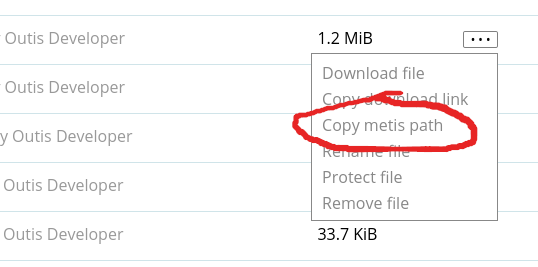 Outis Developer 1.2 MiB ...
Download file
Outis Developer
Copy download link
Copy metis path
y Outis Developer
Rename file
Protect file
Outis Developer
Remove file
Outis Developer 33.7 KiB